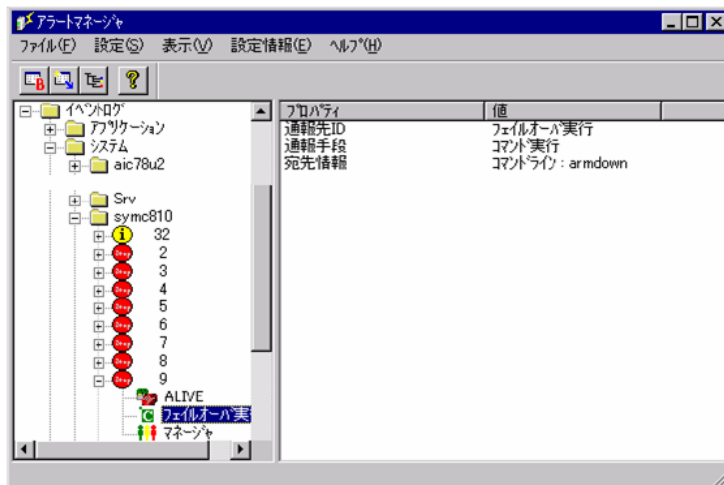 アラートマネージャ
ファイル(F) 設定(S) 表示(V) 設定情報(E) ヘルプ(H)
イベントログ
アプリケーション
システム
aic78u2
Srv
symc810
32
2
3
4
5
6
7
8
9
ALIVE
フェイルオーバ実
マネージャ
プロパティ 値
通報先ID フェイルオーバ実行
通報手段 コマンド実行
宛先情報 コマンドライン : armdown